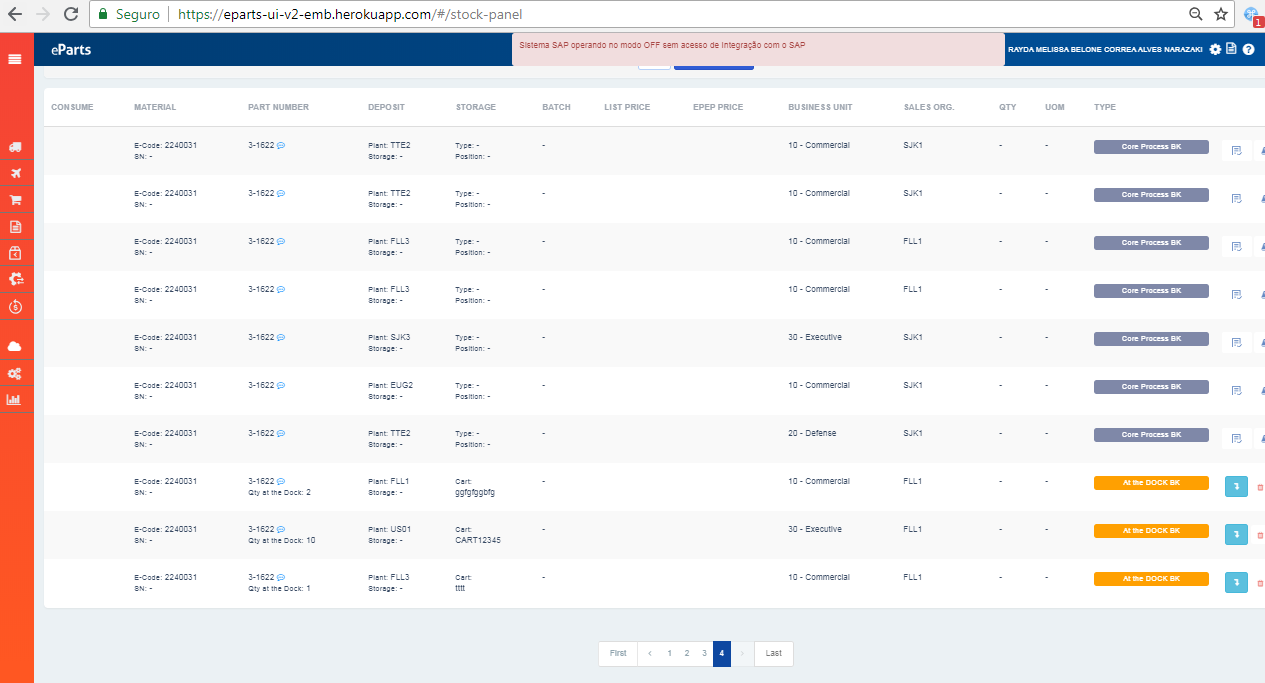 Seguro https://eparts-ui-v2-emb.herokuapp.com/#/stock-panel
1
eParts
Sistema SAP operando no modo OFF sem acesso de integração com o SAP
RAYDA MELISSA BELONE CORREA ALVES NARAZAKI
CONSUME MATERIAL PART NUMBER DEPOSIT STORAGE BATCH LIST PRICE EPEP PRICE BUSINESS UNIT SALES ORG. QTY UOM TYPE
E-Code: 2240031 3-1622 Plant: TTE2 Type: - - 10 - Commercial SJK1 - - Core Process BK
SN: - Storage: - Position: -
E-Code: 2240031 3-1622 Plant: TTE2 Type: - - 10 - Commercial SJK1 - - Core Process BK
SN: - Storage: - Position: -
E-Code: 2240031 3-1622 Plant: FLL3 Type: - - 10 - Commercial FLL1 - - Core Process BK
SN: - Storage: - Position: -
E-Code: 2240031 3-1622 Plant: FLL3 Type: - - 10 - Commercial FLL1 - - Core Process BK
SN: - Storage: - Position: -
E-Code: 2240031 3-1622 Plant: SJK3 Type: - - 30 - Executive SJK1 - - Core Process BK
SN: - Storage: - Position: -
E-Code: 2240031 3-1622 Plant: EUG2 Type: - - 10 - Commercial SJK1 - - Core Process BK
SN: - Storage: - Position: -
E-Code: 2240031 3-1622 Plant: TTE2 Type: - - 20 - Defense SJK1 - - Core Process BK
SN: - Storage: - Position: -
E-Code: 2240031 3-1622 Plant: FLL1 Cart: - 10 - Commercial FLL1 - - At the DOCK BK
SN: - Qty at the Dock: 2 Storage: - ggfgfggbfg
E-Code: 2240031 3-1622 Plant: US01 Cart: - 30 - Executive FLL1 - - At the DOCK BK
SN: - Qty at the Dock: 10 Storage: - CART12345
E-Code: 2240031 3-1622 Plant: FLL3 Cart: - 10 - Commercial FLL1 - - At the DOCK BK
SN: - Qty at the Dock: 1 Storage: - tttt
First ‹ 1 2 3 4 › Last